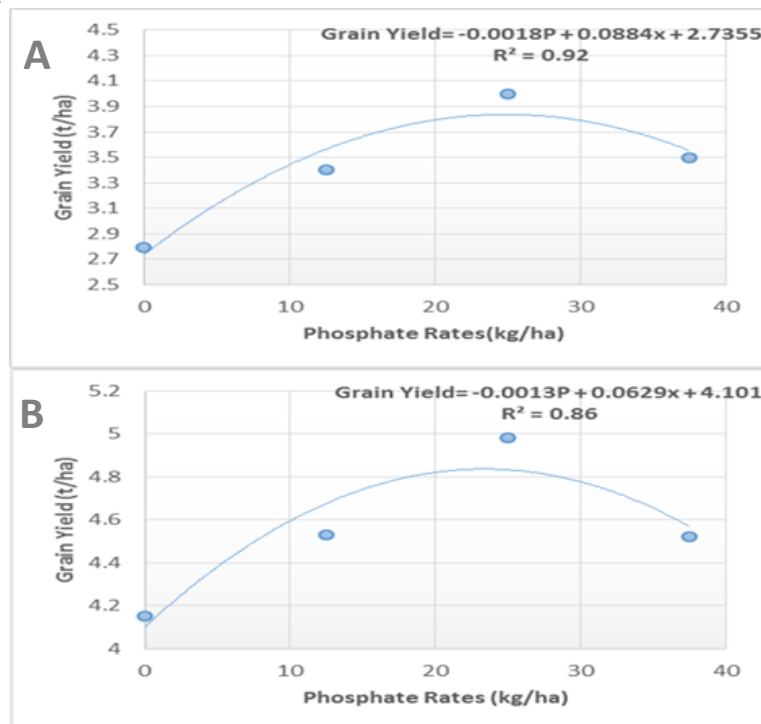 A
Grain Yield= -0.0018P + 0.0884x + 2.7355
R² = 0.92
4.5
4.3
4.1
3.9
3.7
3.5
3.3
3.1
2.9
2.7
2.5
Grain Yield (t/ha)
0 10 20 30 40
Phosphate Rates(kg/ha)
B
Grain Yield= -0.0013P + 0.0629x + 4.101
R² = 0.86
5.2
5
4.8
4.6
4.4
4.2
4
Grain Yield (t/ha)
0 10 20 30 40
Phosphate Rates (kg/ha)